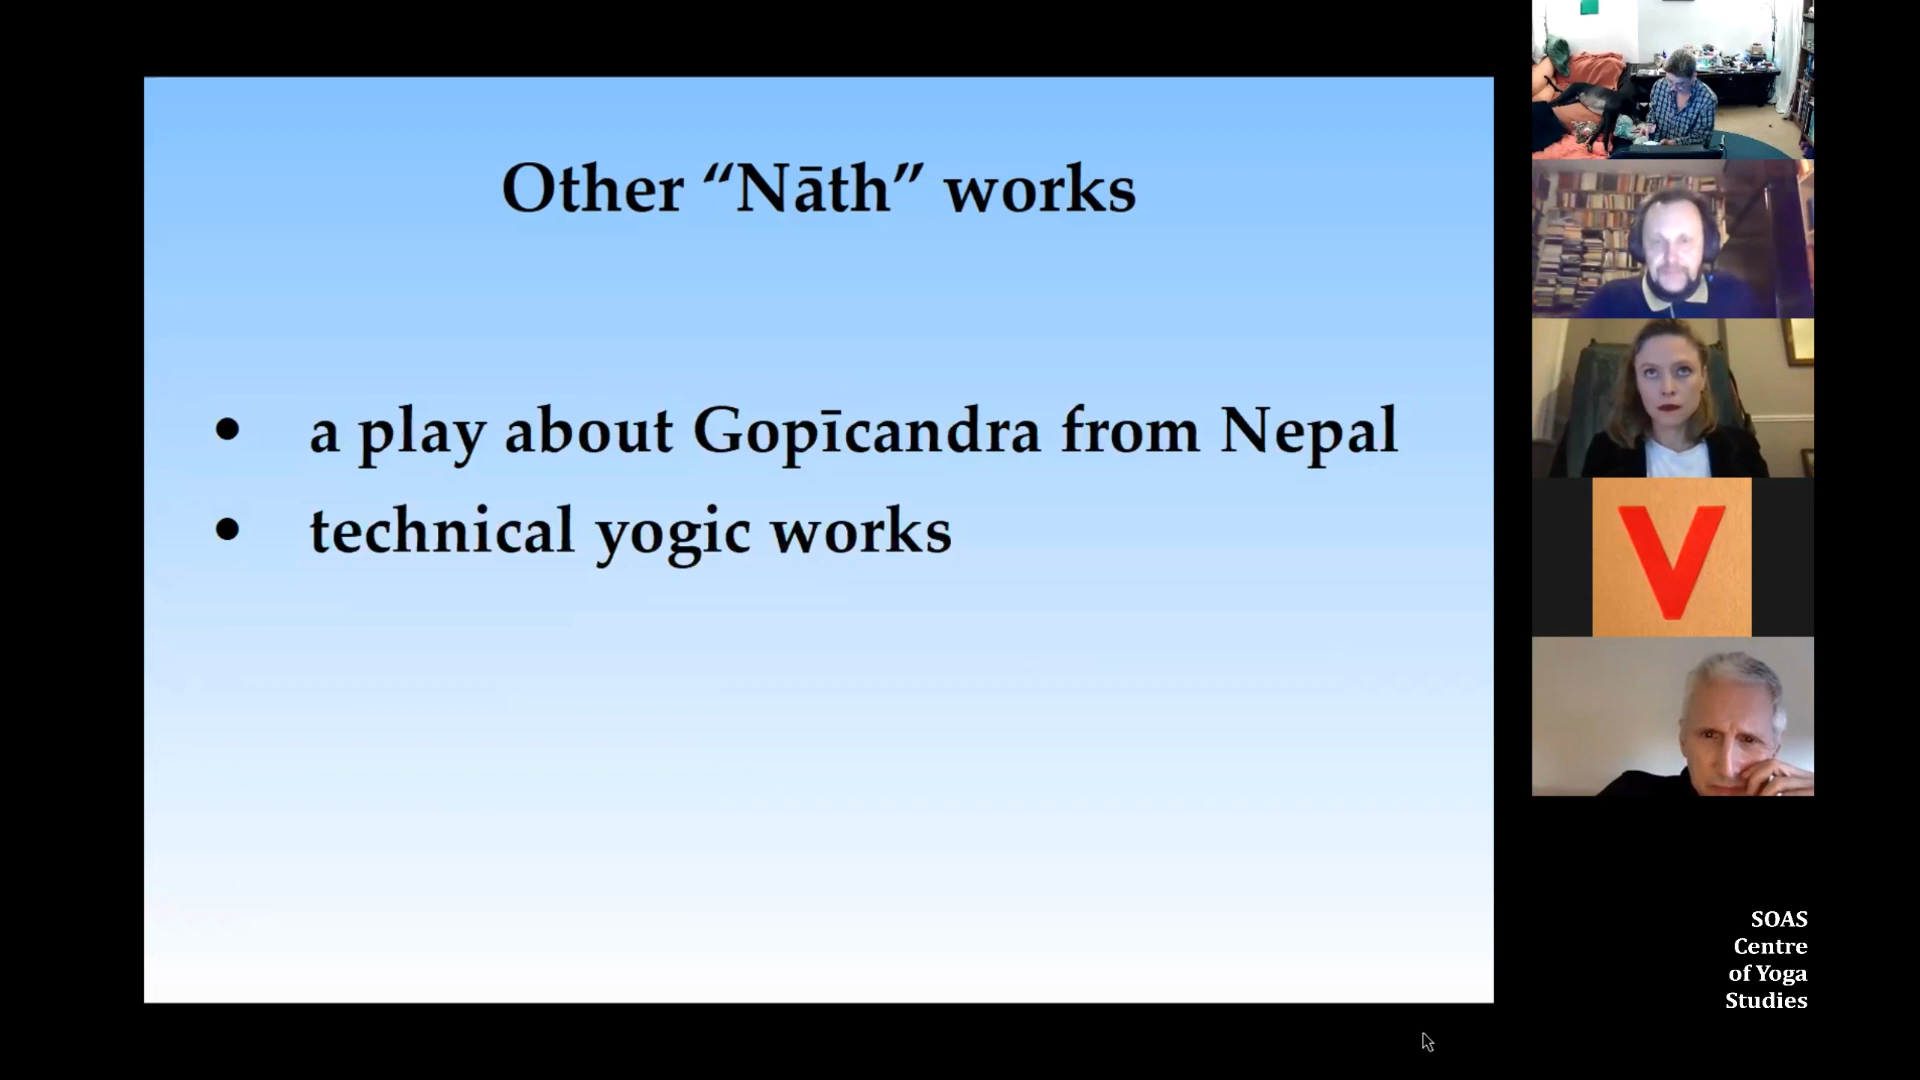 Other “Nāth” works
• a play about Gopīcandra from Nepal
• technical yogic works
V
SOAS
Centre
of Yoga
Studies